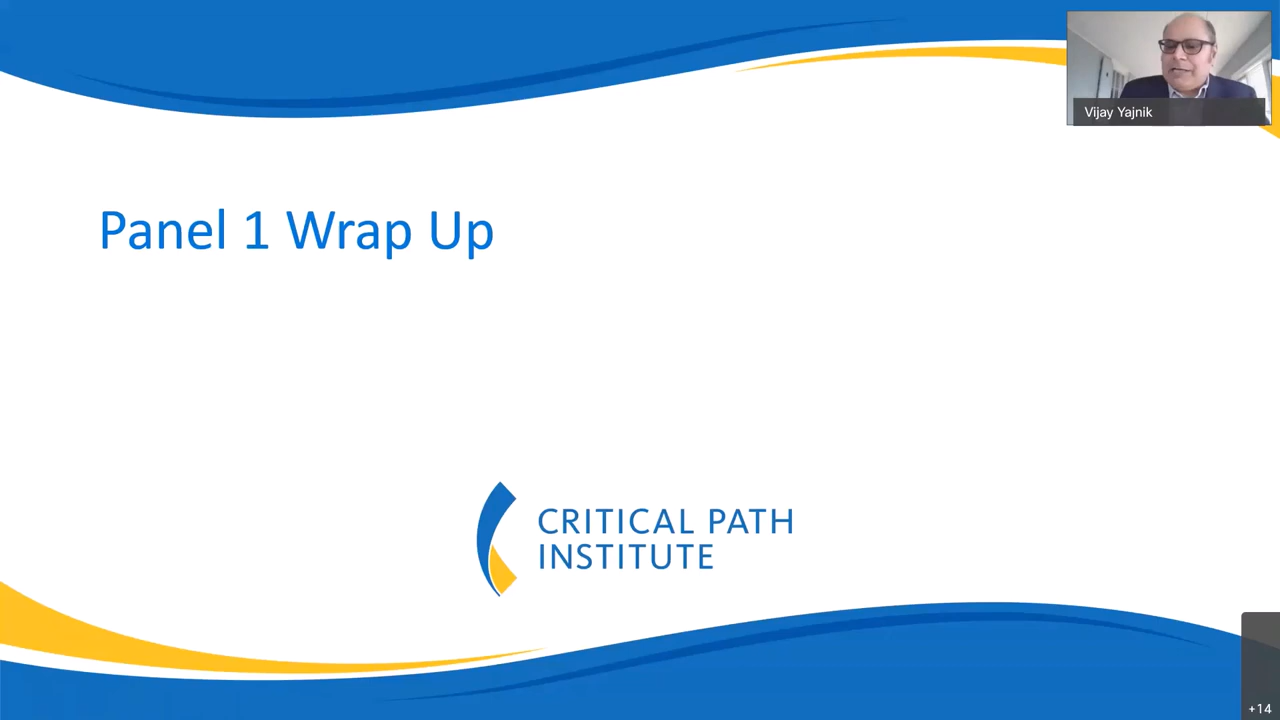 Vijay Yajnik
Panel 1 Wrap Up
CRITICAL PATH
INSTITUTE
+14